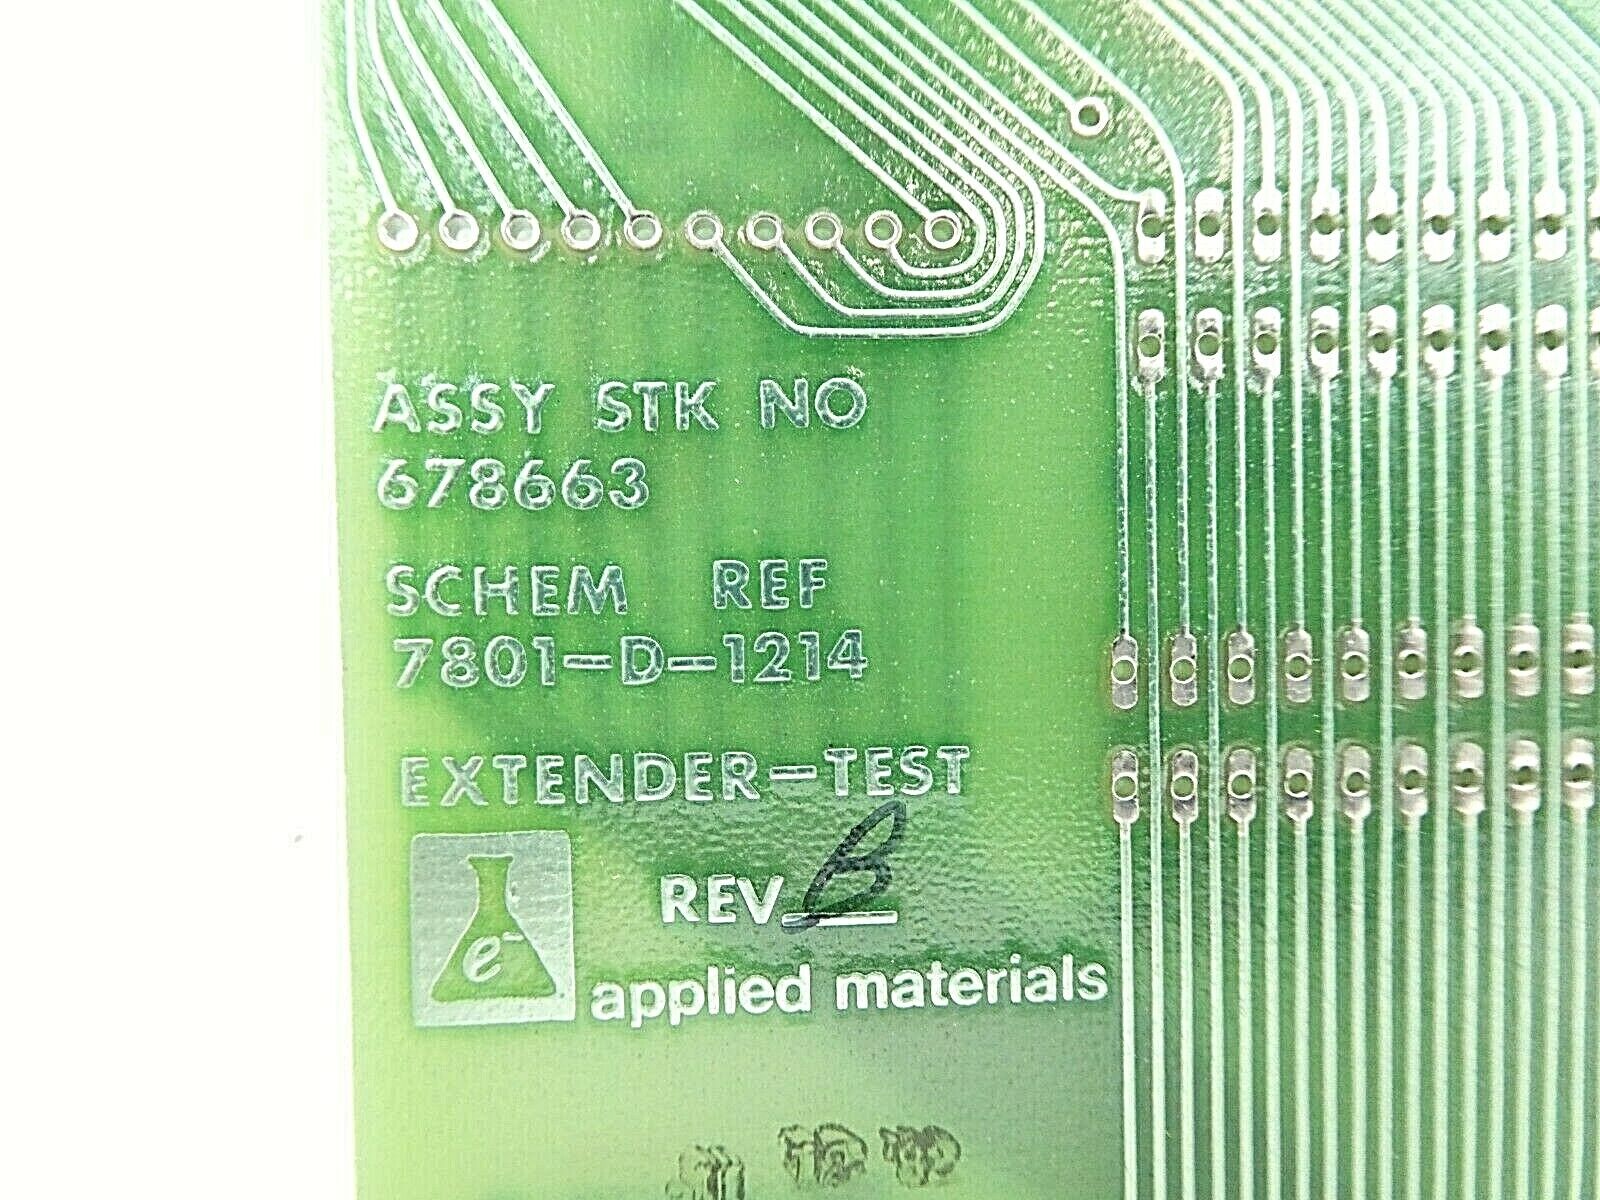 ASSY STK NO
678663
SCHEM REF
7801-D-1214
EXTENDER-TEST
REV B
e-
applied materials